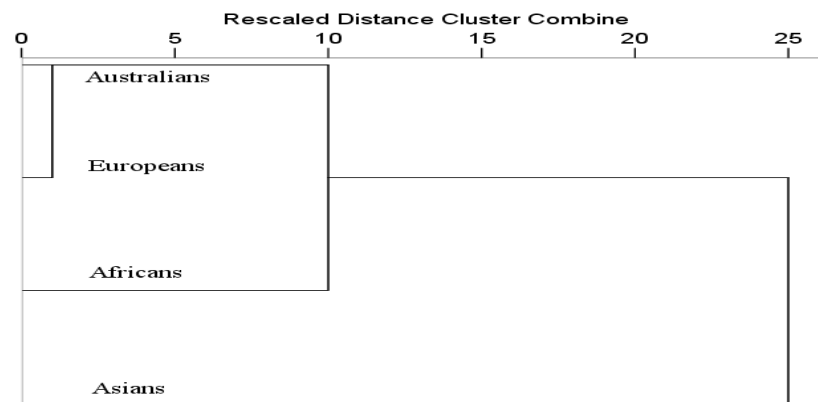 Rescaled Distance Cluster Combine
0 5 10 15 20 25
Australians
Europeans
Africans
Asians